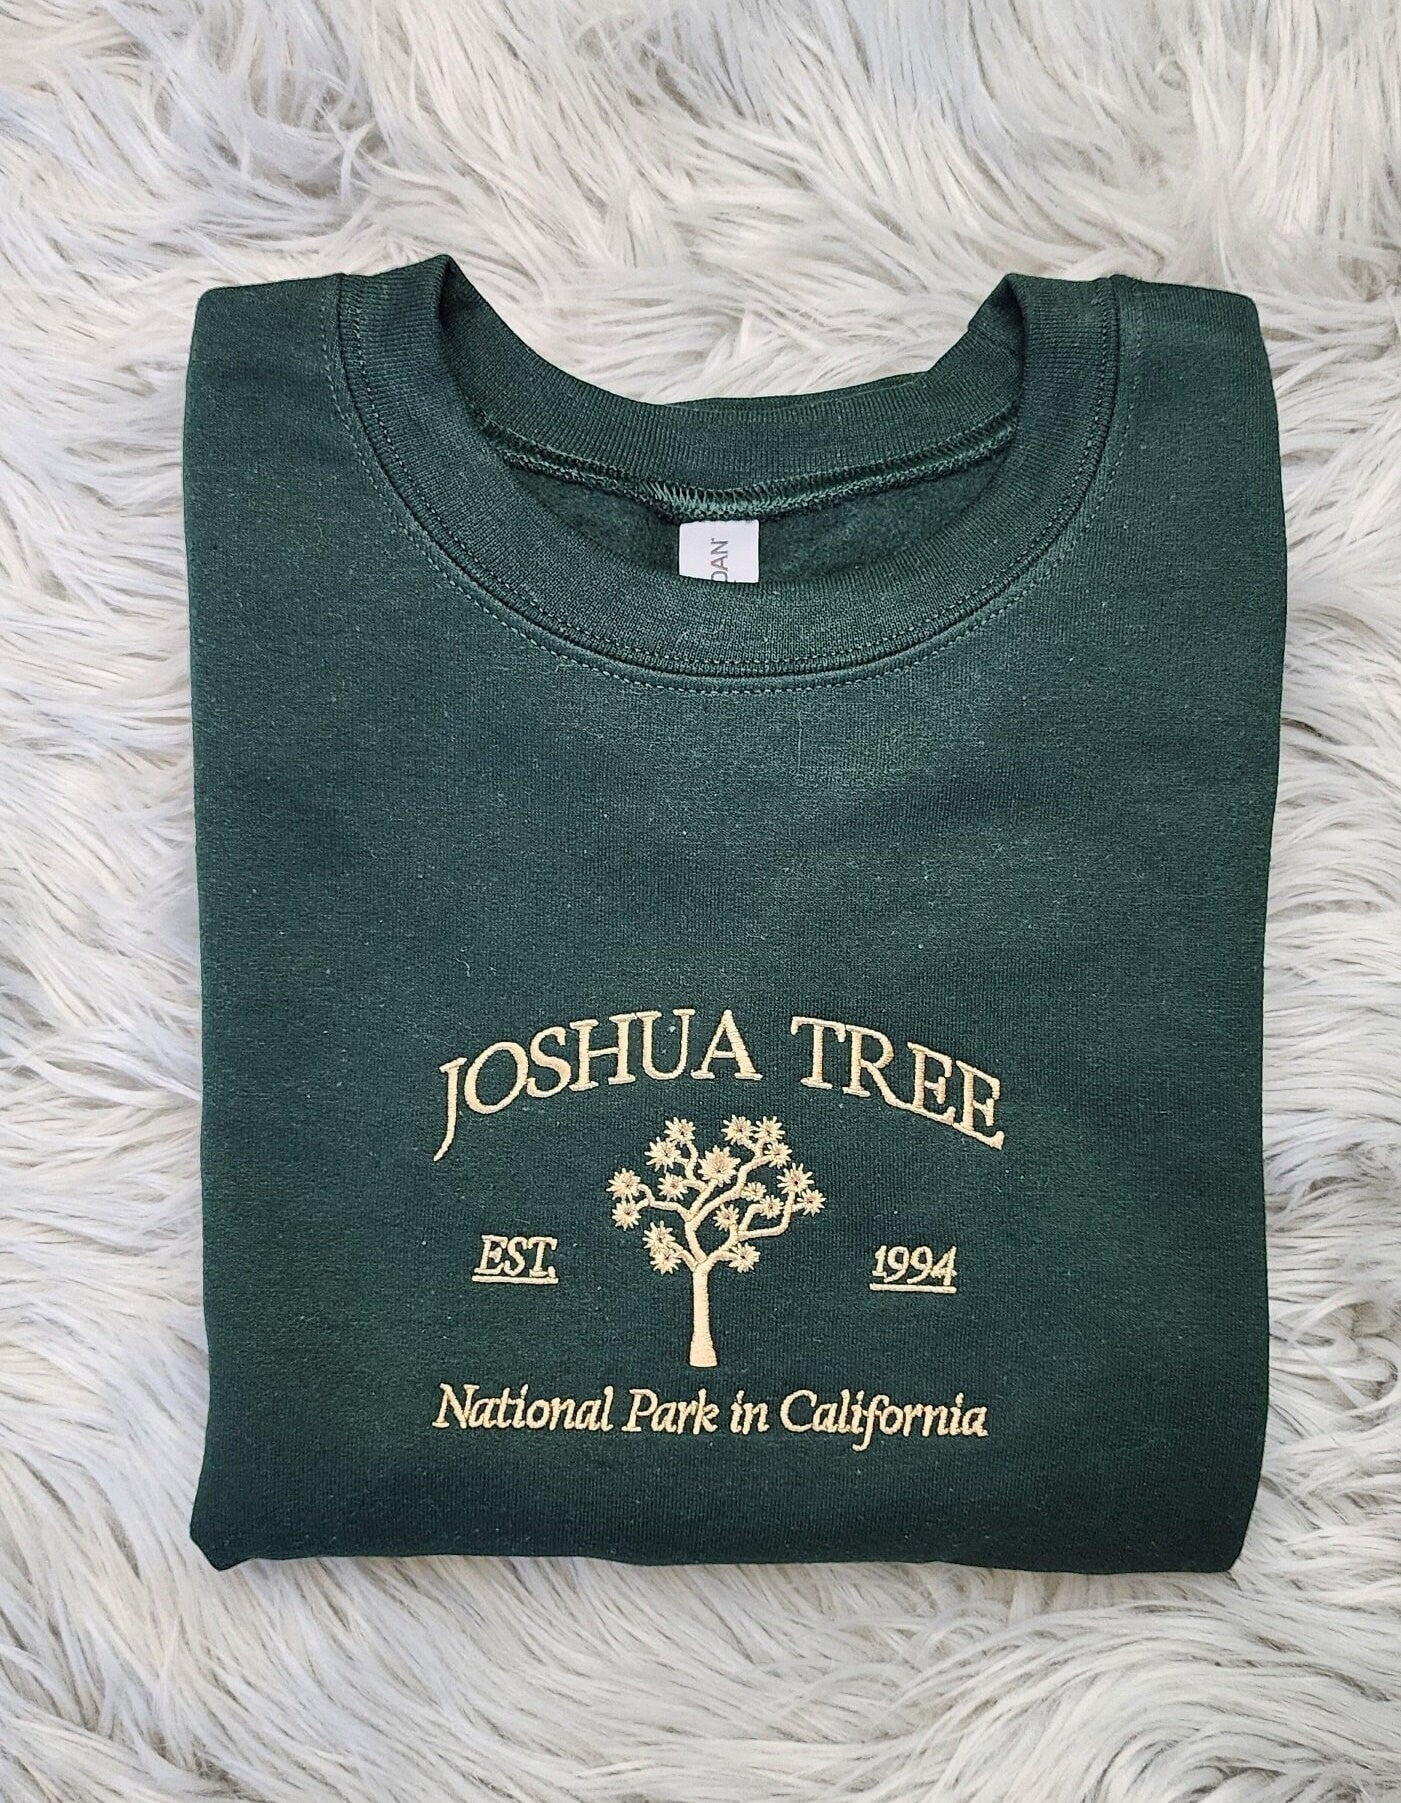 JOSHUA TREE
EST. 1994
National Park in California